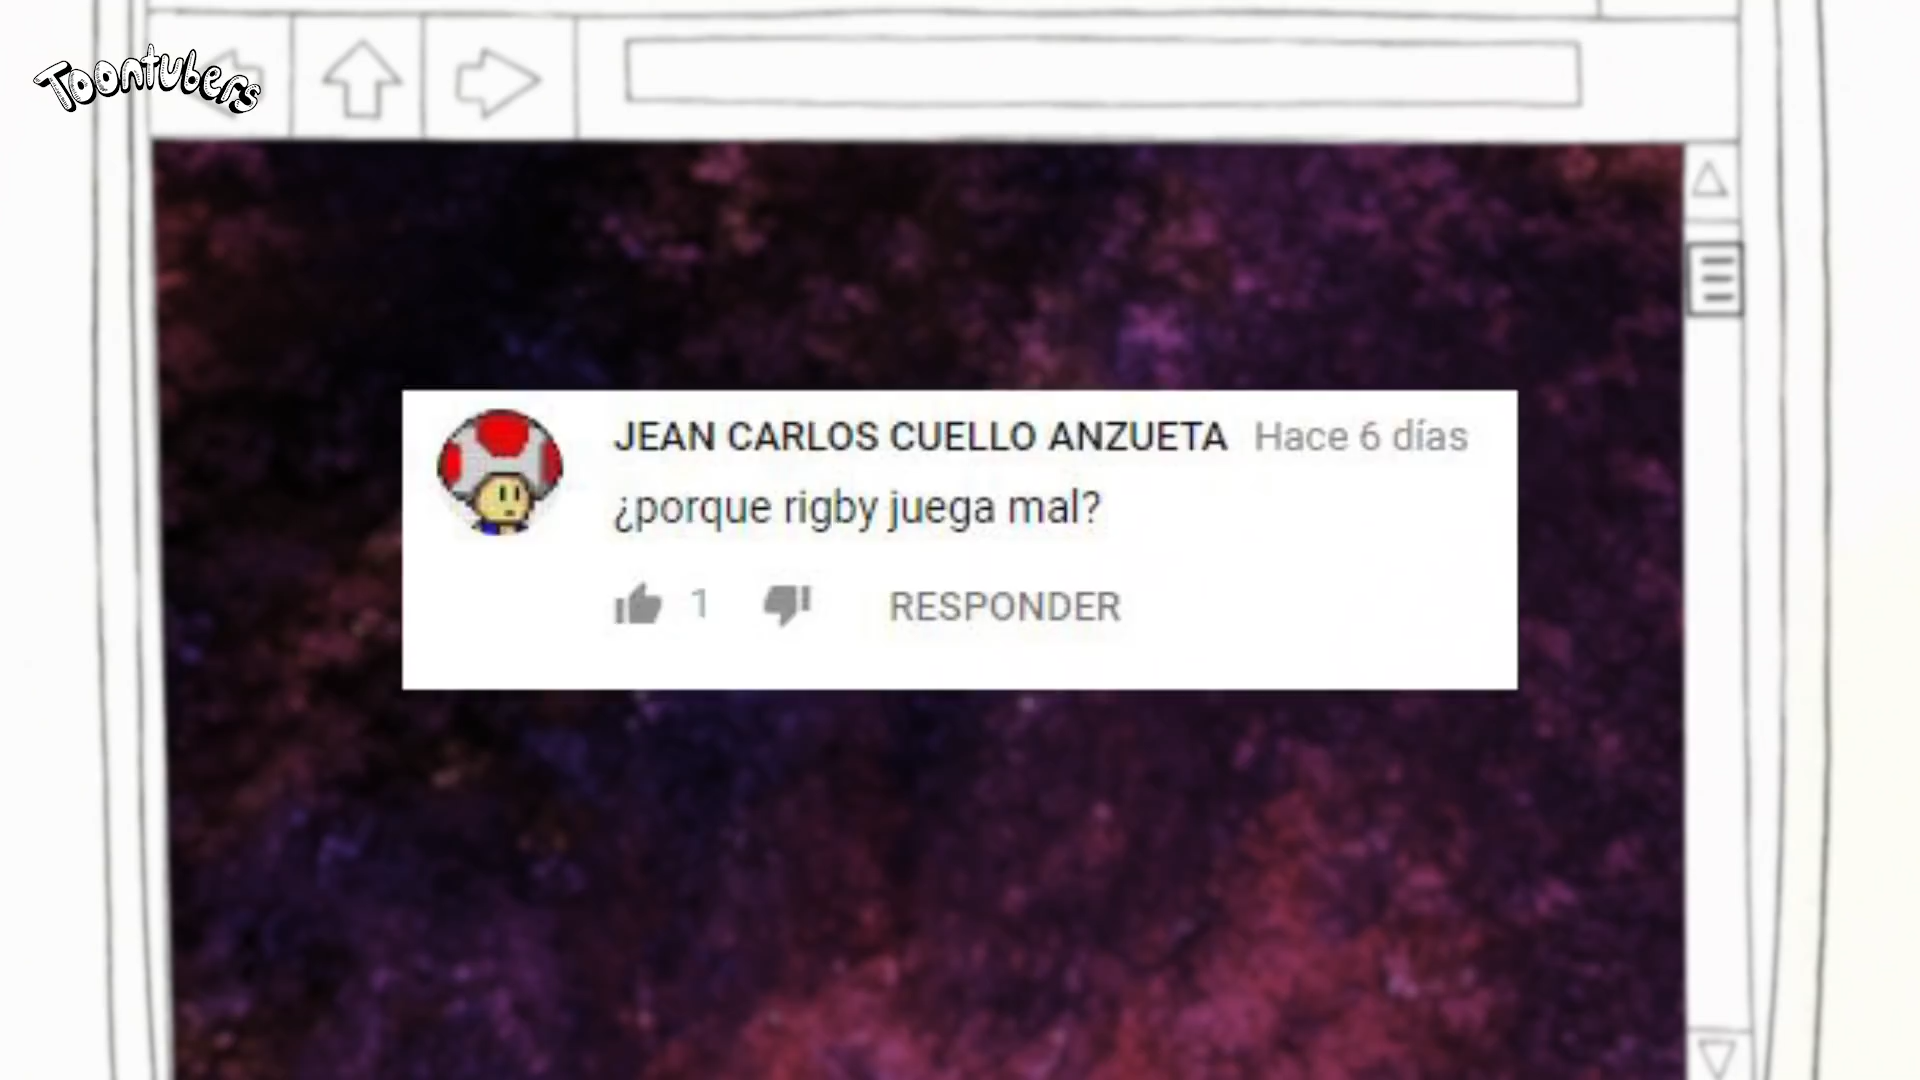 Toontubers
JEAN CARLOS CUELLO ANZUETA Hace 6 días
¿porque rigby juega mal?
1 RESPONDER